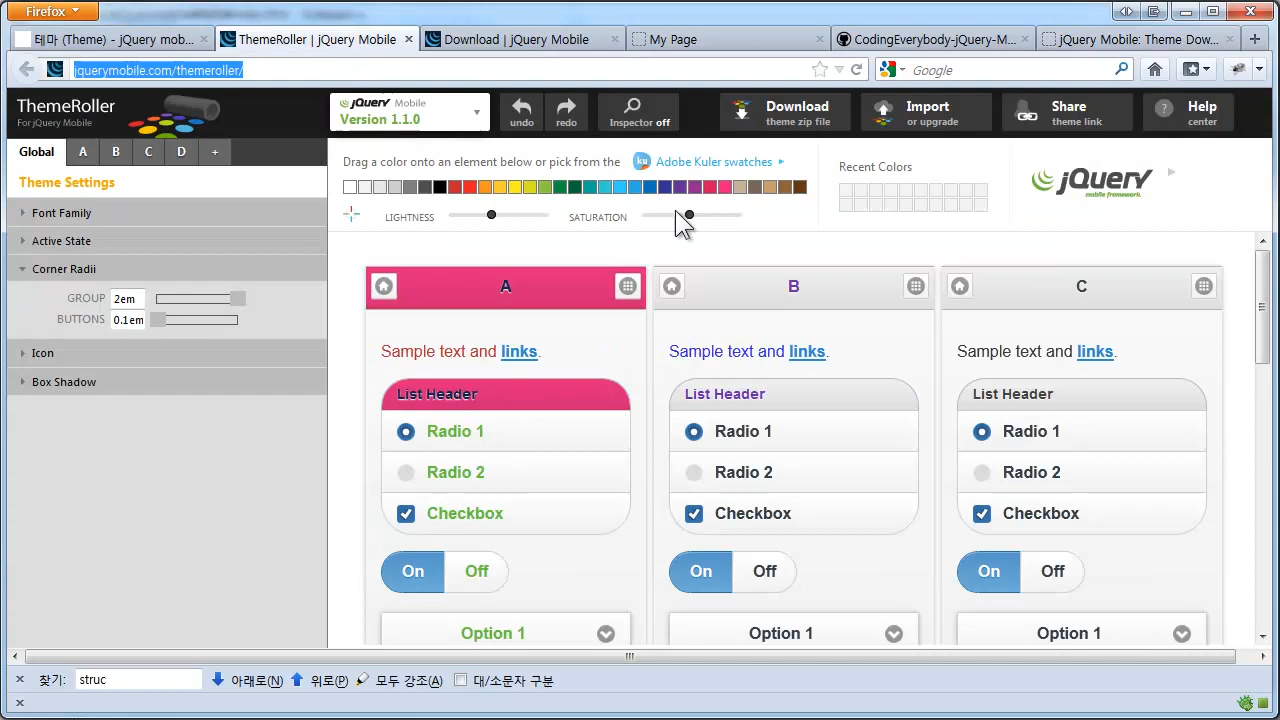 Firefox
테마 (Theme) - jQuery mob...
ThemeRoller | jQuery Mobile
Download | jQuery Mobile
My Page
CodingEverybody-jQuery-M...
jQuery Mobile: Theme Dow...
jquerymobile.com/themeroller/
Google
ThemeRoller
For jQuery Mobile
jQuery Mobile
Version 1.1.0
undo
redo
Inspector off
Download
theme zip file
Import
or upgrade
Share
theme link
Help
center
Global
A
B
C
D
+
Theme Settings
Font Family
Active State
Corner Radii
GROUP
2em
BUTTONS
0.1em
Icon
Box Shadow
Drag a color onto an element below or pick from the
ku
Adobe Kuler swatches
LIGHTNESS
SATURATION
Recent Colors
jQuery
mobile framework.
A
Sample text and links.
List Header
Radio 1
Radio 2
Checkbox
On
Off
Option 1
B
Sample text and links.
List Header
Radio 1
Radio 2
Checkbox
On
Off
Option 1
C
Sample text and links.
List Header
Radio 1
Radio 2
Checkbox
On
Off
Option 1
찾기:
struc
아래로(N)
위로(P)
모두 강조(A)
대/소문자 구분